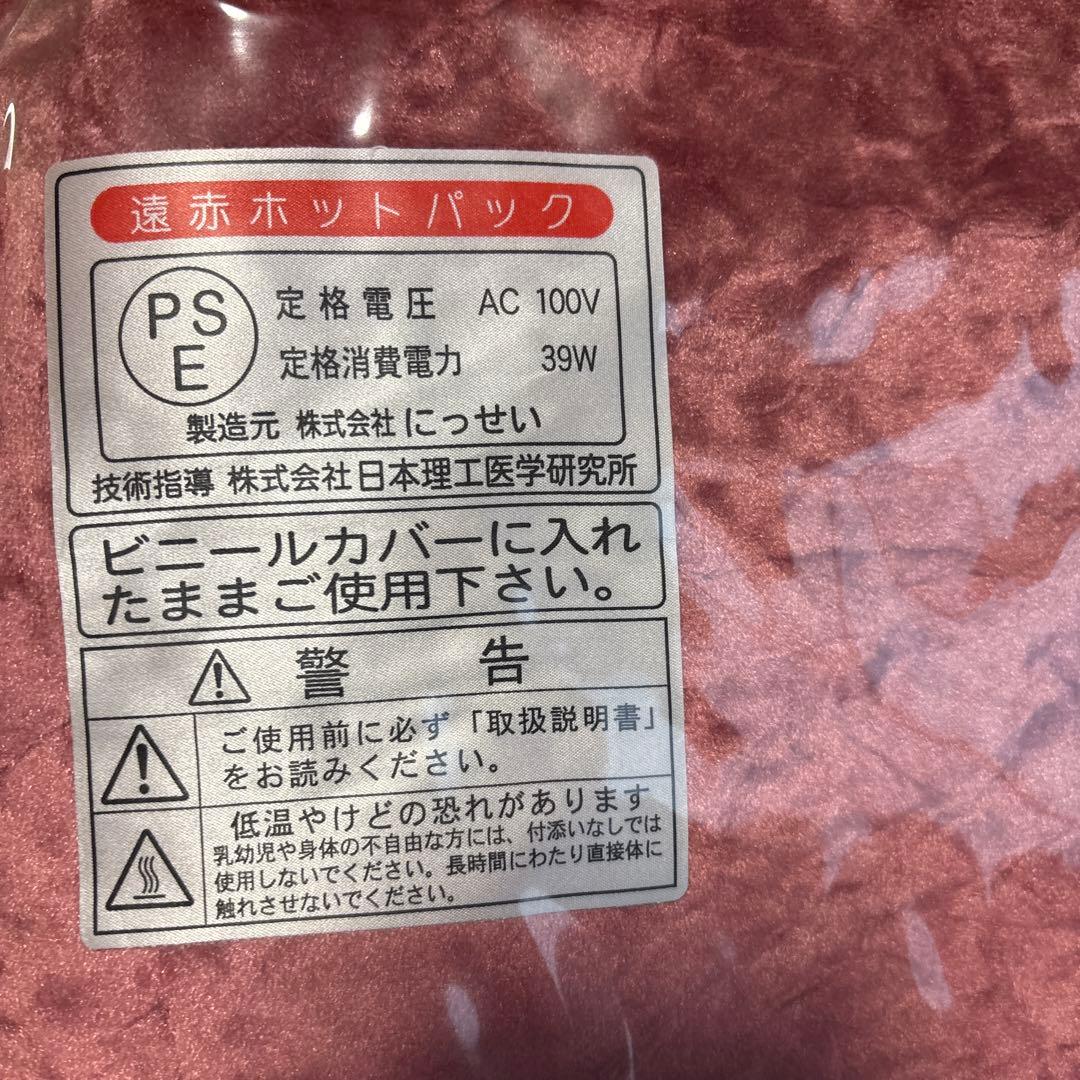 遠赤ホットパック
PS
E
定格電圧 AC 100V
定格消費電力 39W
製造元 株式会社 にっせい
技術指導 株式会社日本理工医学研究所
ビニールカバーに入れ
たままご使用下さい。
警 告
ご使用前に必ず「取扱説明書」
をお読みください。
低温やけどの恐れがあります
乳幼児や身体の不自由な方には、付添いなしでは
使用しないでください。長時間にわたり直接体に
触れさせないでください。